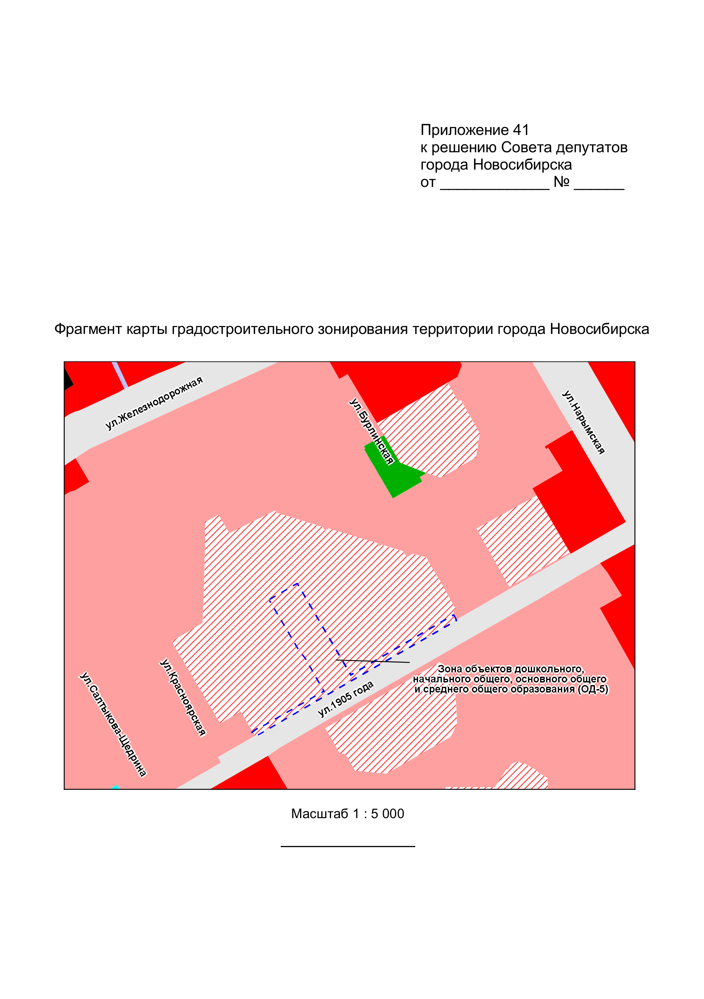 Приложение 41
к решению Совета депутатов
города Новосибирска
от _____________ № ______
Фрагмент карты градостроительного зонирования территории города Новосибирска
ул.Железнодорожная
ул.Бурлинская
ул.Нарымская
ул.Красноярская
ул.Салтыкова-Щедрина
ул.1905 года
Зона объектов дошкольного,
начального общего, основного общего
и среднего общего образования (ОД-5)
Масштаб 1 : 5 000